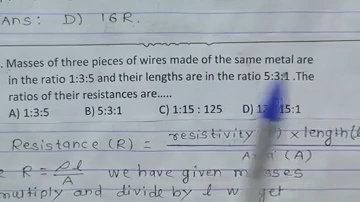 Ans: D) 16R.
. Masses of three pieces of wires made of the same metal are
in the ratio 1:3:5 and their lengths are in the ratio 5:3:1 .The
ratios of their resistances are.....
A) 1:3:5 B) 5:3:1 C) 1:15 : 125 D) 15:1
Resistance (R) = resistivity × length
(A)
R = ρl/A we have given masses
multiply and divide by l we get